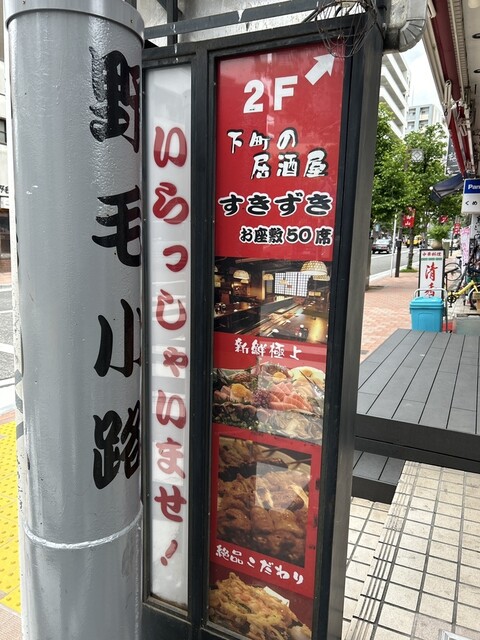 野毛小路
いらっしゃいませ!
2F
下町の
居酒屋
すきずき
お座敷50席
新鮮極上
絶品こだわり